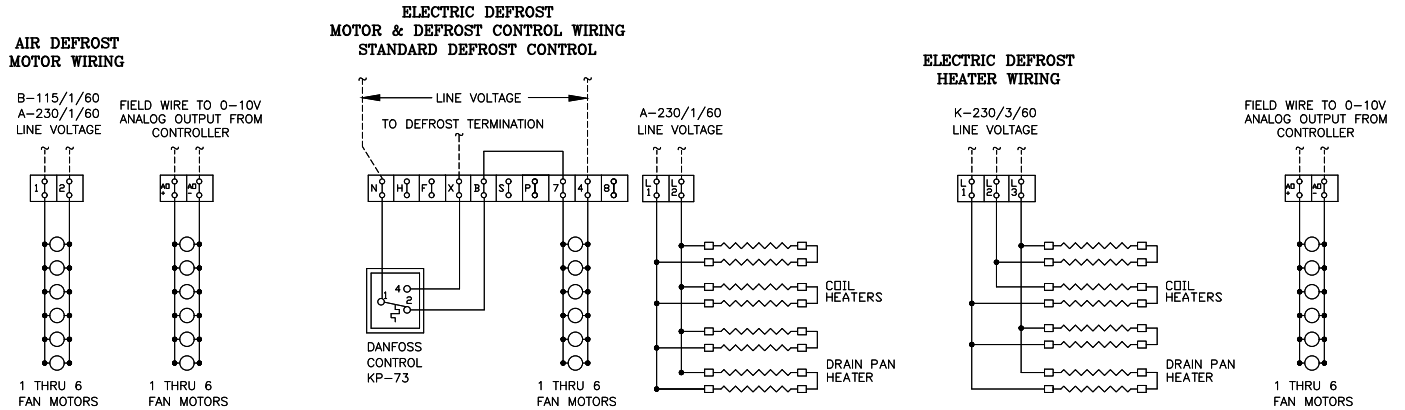 AIR DEFROST
MOTOR WIRING
B-115/1/60
A-230/1/60
LINE VOLTAGE
1
2
1 THRU 6
FAN MOTORS
FIELD WIRE TO 0-10V
ANALOG OUTPUT FROM
CONTROLLER
AO
+
AO
-
1 THRU 6
FAN MOTORS
ELECTRIC DEFROST
MOTOR & DEFROST CONTROL WIRING
STANDARD DEFROST CONTROL
LINE VOLTAGE
TO DEFROST TERMINATION
N H F X B S P 7 4 8
4
1
2
DANFOSS
CONTROL
KP-73
1 THRU 6
FAN MOTORS
A-230/1/60
LINE VOLTAGE
L1
L2
COIL
HEATERS
DRAIN PAN
HEATER
ELECTRIC DEFROST
HEATER WIRING
K-230/3/60
LINE VOLTAGE
L1
L2
L3
COIL
HEATERS
DRAIN PAN
HEATER
FIELD WIRE TO 0-10V
ANALOG OUTPUT FROM
CONTROLLER
AO
+
AO
-
1 THRU 6
FAN MOTORS